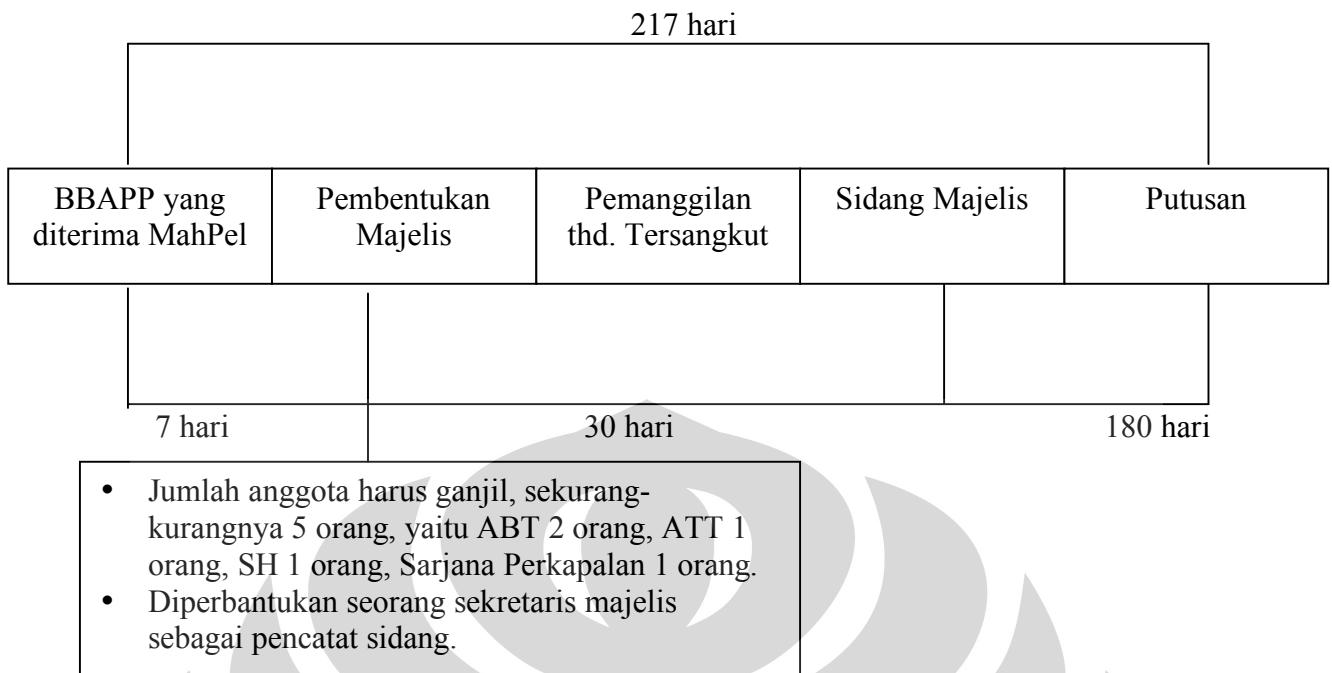 217 hari
BBAPP yang
diterima MahPel
Pembentukan
Majelis
Pemanggilan
thd. Tersangkut
Sidang Majelis
Putusan
7 hari
30 hari
180 hari
• Jumlah anggota harus ganjil, sekurang-
kurangnya 5 orang, yaitu ABT 2 orang, ATT 1
orang, SH 1 orang, Sarjana Perkapalan 1 orang.
• Diperbantukan seorang sekretaris majelis
sebagai pencatat sidang.